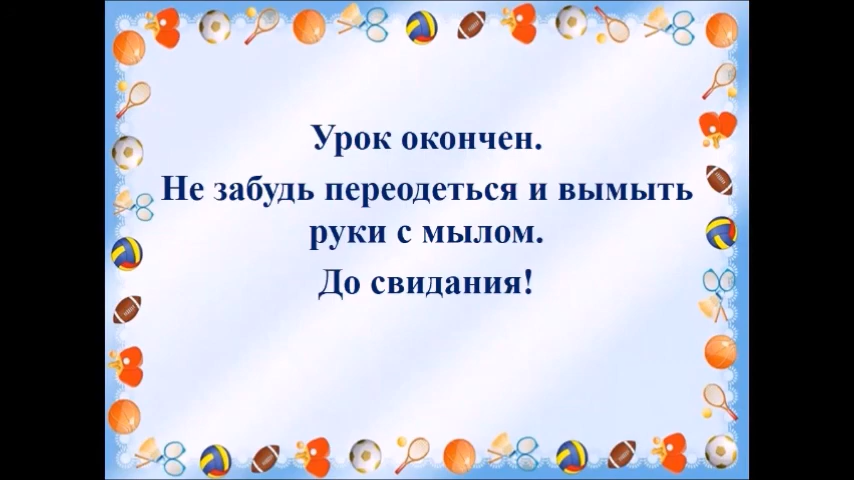 Урок окончен.
Не забудь переодеться и вымыть
руки с мылом.
До свидания!